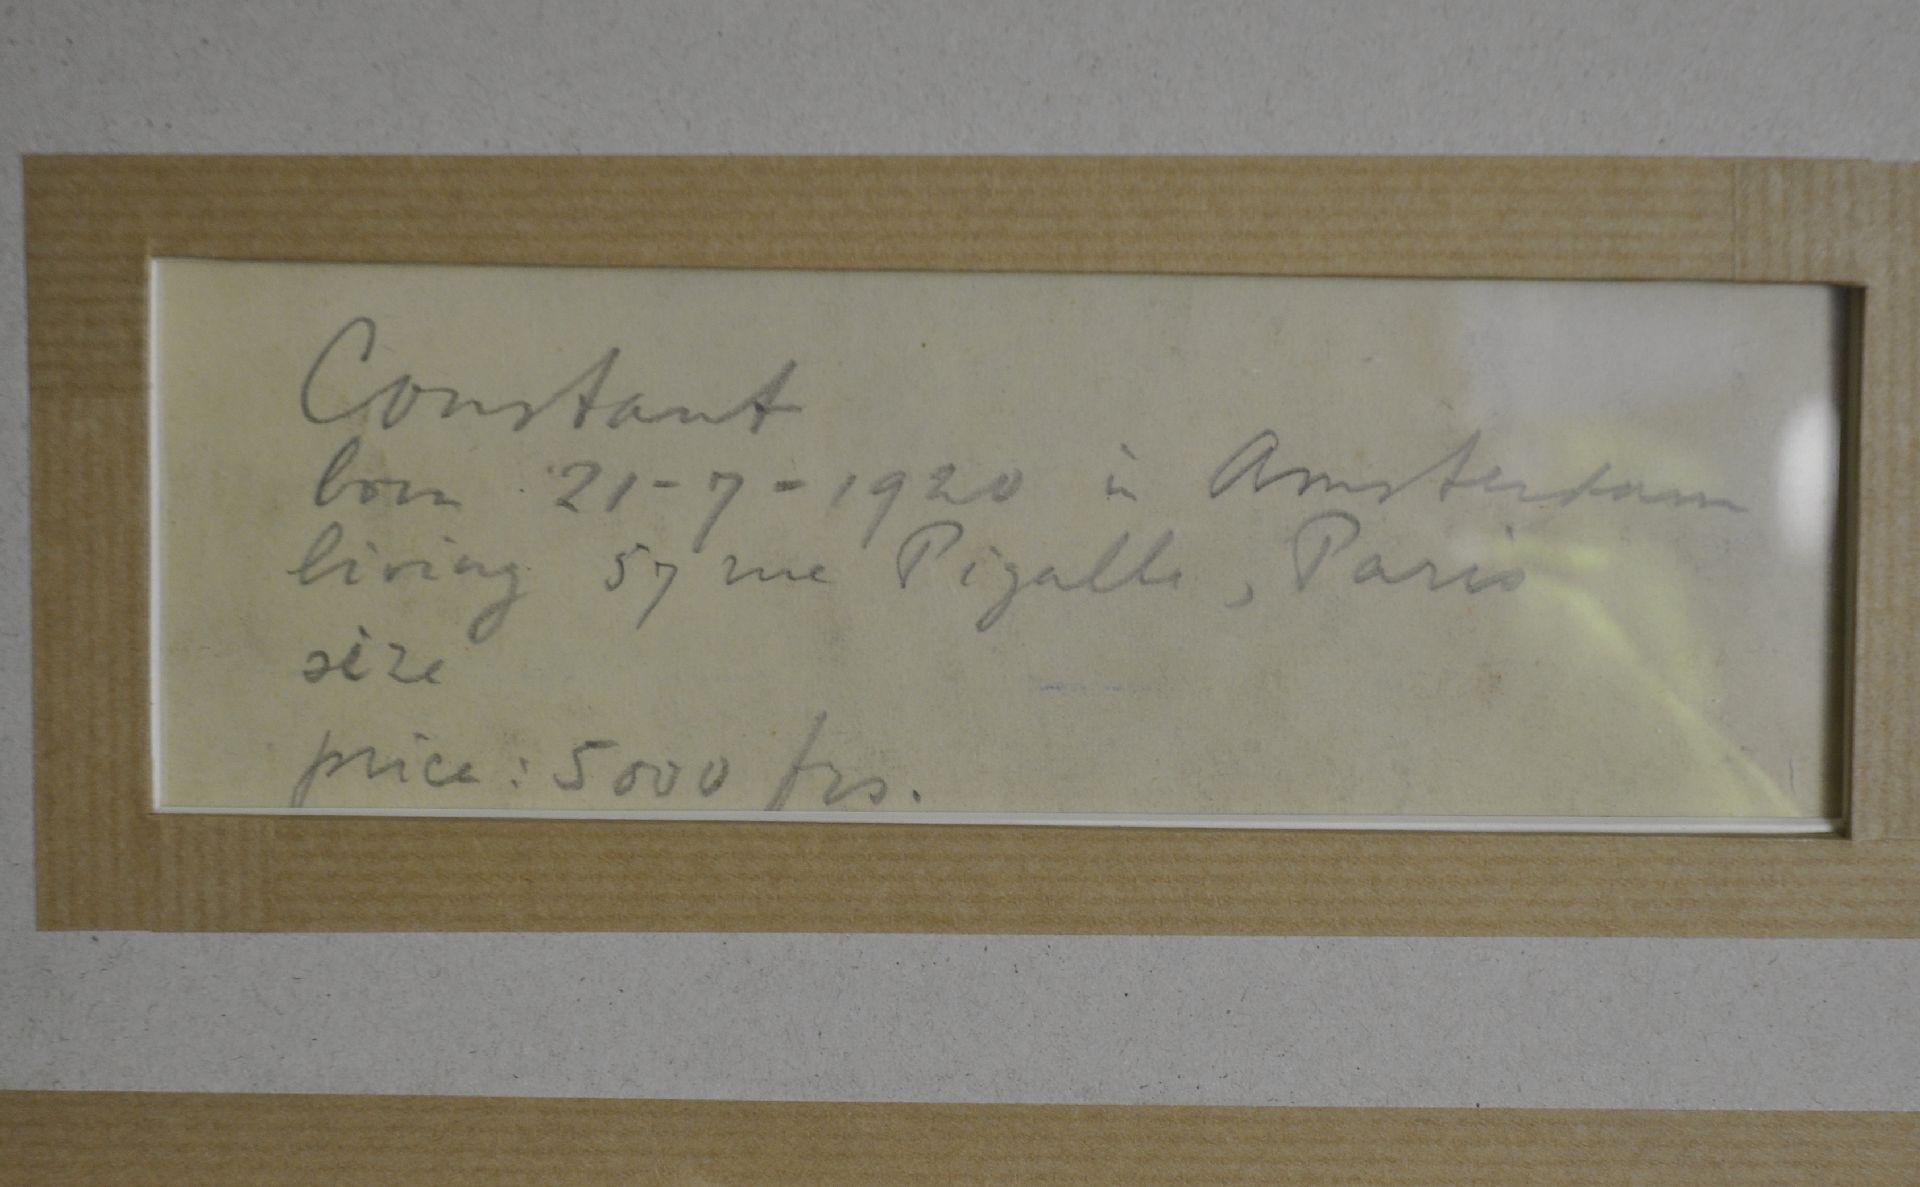 Constant
born 21-7-1920 in Amsterdam
living 57 rue Pigalle, Paris
size
price: 5000 frs.